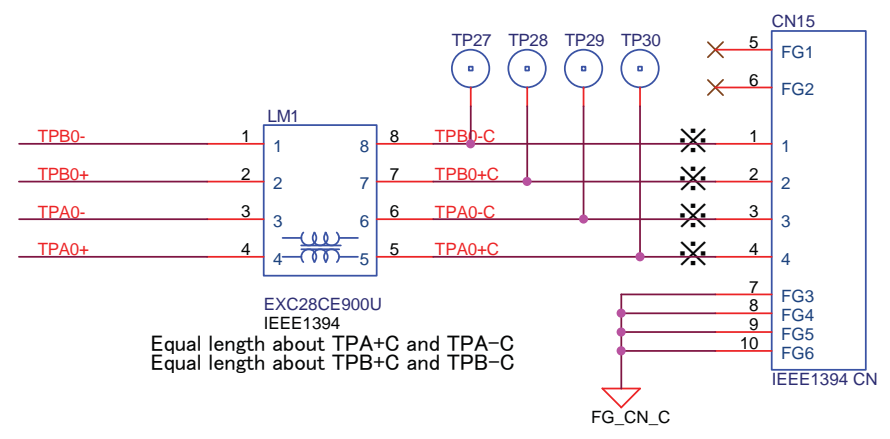 CN15
TP27 TP28 TP29 TP30
5 FG1
6 FG2
LM1
TPB0- 1 1 8 8 TPB0-C ※ 1 1
TPB0+ 2 2 7 7 TPB0+C ※ 2 2
TPA0- 3 3 6 6 TPA0-C ※ 3 3
TPA0+ 4 4 5 5 TPA0+C ※ 4 4
7 FG3
8 FG4
9 FG5
10 FG6
EXC28CE900U
IEEE1394
Equal length about TPA+C and TPA-C
Equal length about TPB+C and TPB-C
IEEE1394 CN
FG_CN_C